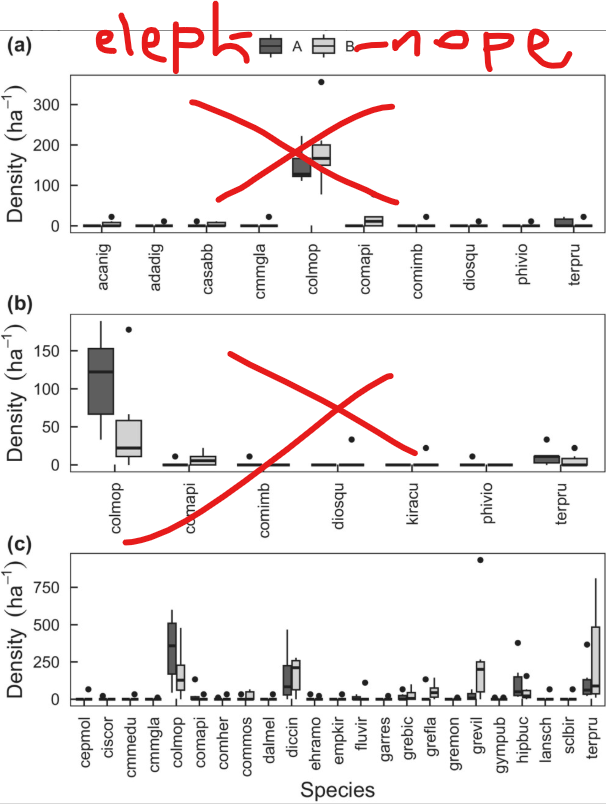 (a) eleph A B nope
Density (ha⁻¹)
300
200
100
0
acanig adadig casabb cmmgla colmop comapi comimb diosqu phivio terpru
(b)
Density (ha⁻¹)
150
100
50
0
colmop comapi comimb diosqu kiracu phivio terpru
(c)
Density (ha⁻¹)
750
500
250
0
cepmol ciscor cmmedu cmmgla colmop comapi comher commos dalmel diccin ehramo empkir fluvir garres grebic grefla gremon grevil gympub hipbuc lansch sclbir terpru
Species